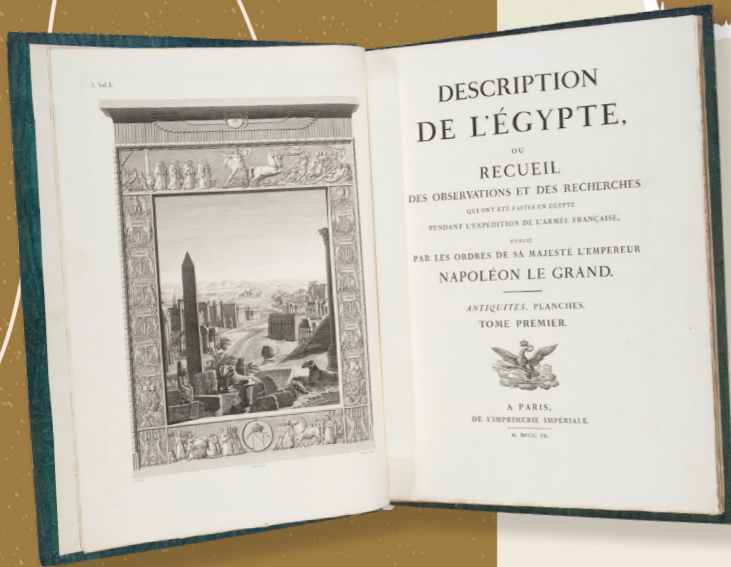 DESCRIPTION
DE L'ÉGYPTE,
OU
RECUEIL
DES OBSERVATIONS ET DES RECHERCHES
QUI ONT ÉTÉ FAITES EN ÉGYPTE
PENDANT L'EXPÉDITION DE L'ARMÉE FRANÇAISE,
PUBLIÉ
PAR LES ORDRES DE SA MAJESTÉ L'EMPEREUR
NAPOLÉON LE GRAND.
ANTIQUITÉS, PLANCHES.
TOME PREMIER.
A PARIS,
DE L'IMPRIMERIE IMPÉRIALE.
M. DCCC. IX.